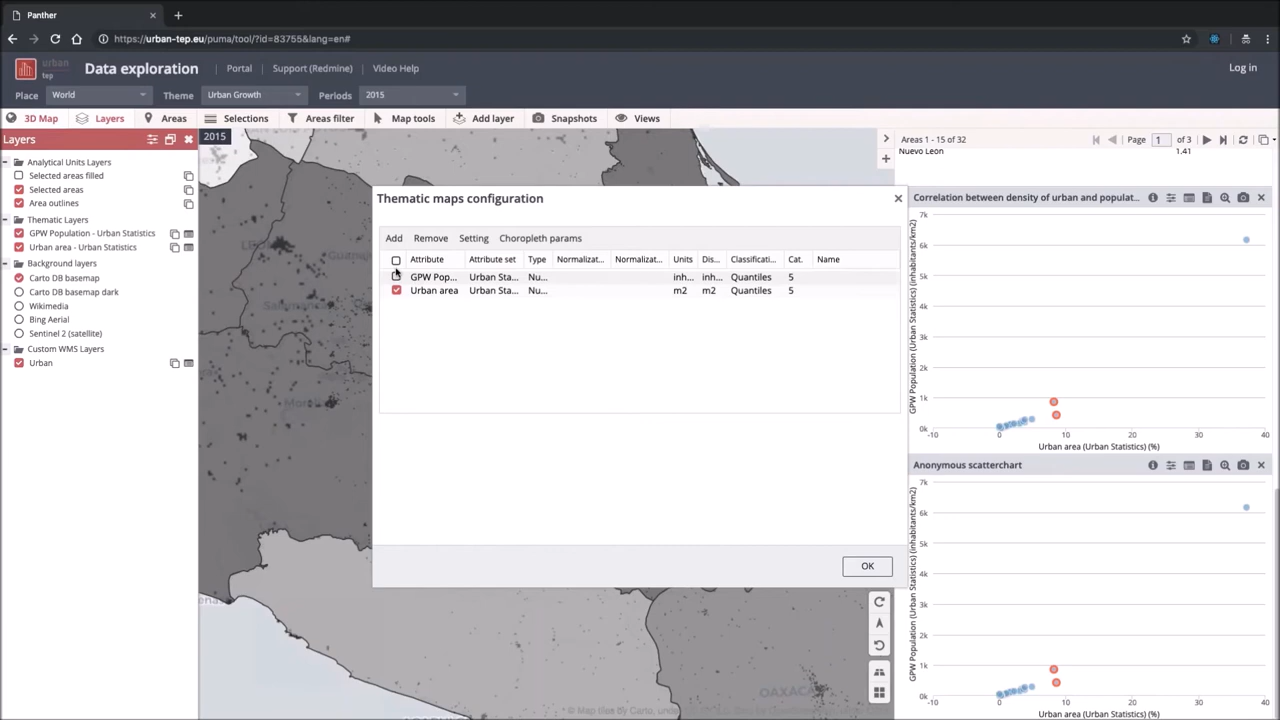 Panther
https://urban-tep.eu/puma/tool/?id=83755&lang=en#
urban tep
Data exploration
Portal
Support (Redmine)
Video Help
Log in
Place World
Theme Urban Growth
Periods 2015
3D Map
Layers
Areas
Selections
Areas filter
Map tools
Add layer
Snapshots
Views
Layers
2015
Analytical Units Layers
Selected areas filled
Selected areas
Area outlines
Thematic Layers
GPW Population - Urban Statistics
Urban area - Urban Statistics
Background layers
Carto DB basemap
Carto DB basemap dark
Wikimedia
Bing Aerial
Sentinel 2 (satellite)
Custom WMS Layers
Urban
OAXACA
Thematic maps configuration
Add Remove Setting Choropleth params
Attribute Attribute set Type Normalizat... Normalizat... Units Dis... Classificati... Cat. Name
GPW Pop... Urban Sta... Nu... inh... inh... Quantiles 5
Urban area Urban Sta... Nu... m2 m2 Quantiles 5
OK
Areas 1 - 15 of 32
Page 1 of 3
Nuevo Leon 1.41
Correlation between density of urban and populat...
GPW Population (Urban Statistics) (inhabitants/km2)
7k
6k
5k
4k
3k
2k
1k
0k
-10 0 10 20 30 40
Urban area (Urban Statistics) (%)
Anonymous scatterchart
GPW Population (Urban Statistics) (inhabitants/km2)
7k
6k
5k
4k
3k
2k
1k
0k
-10 0 10 20 30 40
Urban area (Urban Statistics) (%)